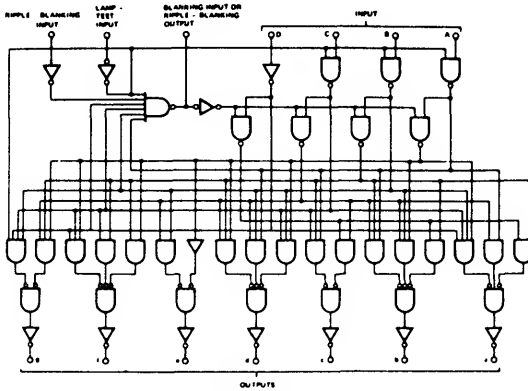 RIPPLE BLANKING
INPUT
LAMP -
TEST
INPUT
BLANKING INPUT OR
RIPPLE - BLANKING
OUTPUT
INPUT
D C B A
f d c b
OUTPUTS